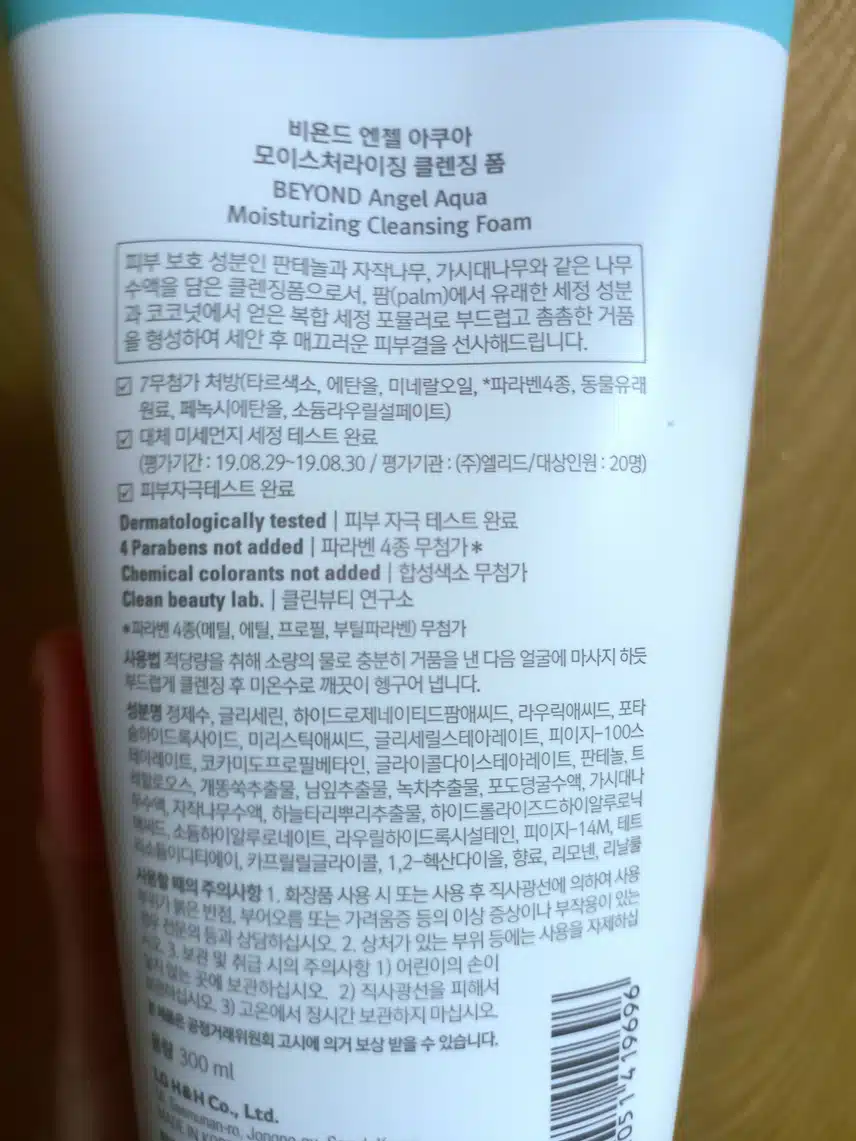 비욘드 엔젤 아쿠아
모이스처라이징 클렌징 폼
BEYOND Angel Aqua
Moisturizing Cleansing Foam
피부 보호 성분인 판테놀과 자작나무, 가시대나무와 같은 나무
수액을 담은 클렌징폼으로서, 팜(palm)에서 유래한 세정 성분
과 코코넛에서 얻은 복합 세정 포뮬러로 부드럽고 촘촘한 거품
을 형성하여 세안 후 매끄러운 피부결을 선사해드립니다.
7무첨가 처방(타르색소, 에탄올, 미네랄오일, *파라벤4종, 동물유래
원료, 페녹시에탄올, 소듐라우릴설페이트)
대체 미세먼지 세정 테스트 완료
(평가기간 : 19.08.29~19.08.30 / 평가기관 : (주)엘리드/대상인원 : 20명)
피부자극테스트 완료
Dermatologically tested | 피부 자극 테스트 완료
4 Parabens not added | 파라벤 4종 무첨가*
Chemical colorants not added | 합성색소 무첨가
Clean beauty lab. | 클린뷰티 연구소
*파라벤 4종(메틸, 에틸, 프로필, 부틸파라벤) 무첨가
사용법 적당량을 취해 소량의 물로 충분히 거품을 낸 다음 얼굴에 마사지 하듯
부드럽게 클렌징 후 미온수로 깨끗이 헹구어 냅니다.
성분명 정제수, 글리세린, 하이드로제네이티드팜애씨드, 라우릭애씨드, 포타
슘하이드록사이드, 미리스틱애씨드, 글리세릴스테아레이트, 피이지-100스
테아레이트, 코카미도프로필베타인, 글라이콜다이스테아레이트, 판테놀, 트
레할로오스, 개똥쑥추출물, 님잎추출물, 녹차추출물, 포도덩굴수액, 가시대나
무수액, 자작나무수액, 하늘타리뿌리추출물, 하이드롤라이즈드하이알루로닉
애씨드, 소듐하이알루로네이트, 라우릴하이드록시설테인, 피이지-14M, 테트
라소듐이디티에이, 카프릴릴글라이콜, 1,2-헥산다이올, 향료, 리모넨, 리날룰
사용할 때의 주의사항 1. 화장품 사용 시 또는 사용 후 직사광선에 의하여 사용
부위가 붉은 반점, 부어오름 또는 가려움증 등의 이상 증상이나 부작용이 있는
경우 전문의 등과 상담하십시오. 2. 상처가 있는 부위 등에는 사용을 자제하십
시오. 3. 보관 및 취급 시의 주의사항 1) 어린이의 손이
닿지 않는 곳에 보관하십시오. 2) 직사광선을 피해서
보관하십시오. 3) 고온에서 장시간 보관하지 마십시오.
본 제품은 공정거래위원회 고시에 의거 보상 받을 수 있습니다.
용량 300 ml
LG H&H Co., Ltd.
Saemunan-ro, Jongno-gu,
MADE IN KOREA
051 419696